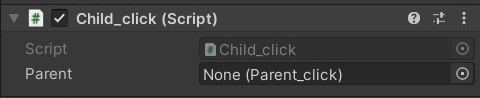 Child_click (Script)
Script Child_click
Parent None (Parent_click)